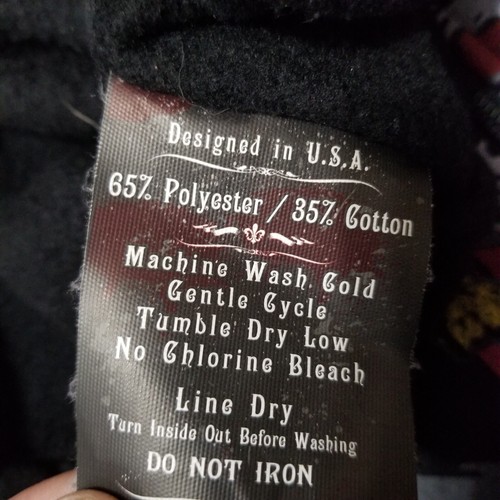 Designed in U.S.A.
65% Polyester / 35% Cotton
Machine Wash Cold
Gentle Cycle
Tumble Dry Low
No Chlorine Bleach
Line Dry
Turn Inside Out Before Washing
DO NOT IRON